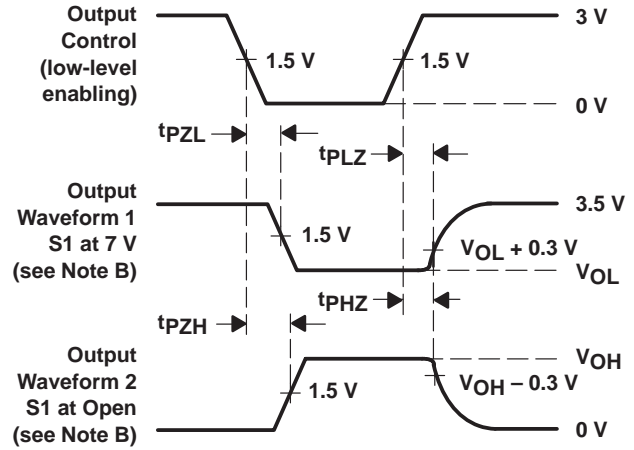 Output
Control
(low-level
enabling)
3 V
1.5 V
1.5 V
0 V
tPZL
tPLZ
Output
Waveform 1
S1 at 7 V
(see Note B)
3.5 V
1.5 V
VOL + 0.3 V
VOL
tPHZ
tPZH
Output
Waveform 2
S1 at Open
(see Note B)
VOH
1.5 V
VOH − 0.3 V
0 V